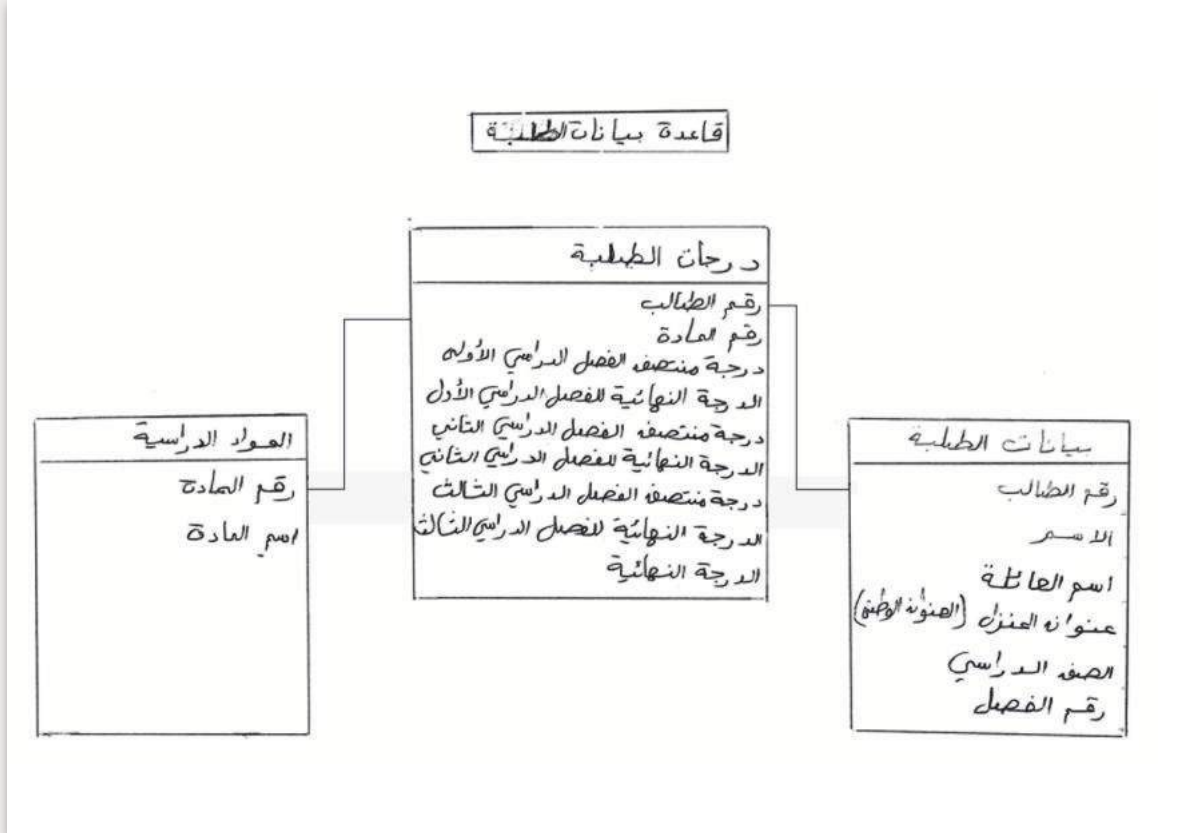 قاعدة بيانات الطلبة
درجات الطلبة
رقم الطالب
رقم المادة
درجة منتصف الفصل الدراسي الأول
الدرجة النهائية للفصل الدراسي الأول
درجة منتصف الفصل الدراسي الثاني
الدرجة النهائية للفصل الدراسي الثاني
درجة منتصف الفصل الدراسي الثالث
الدرجة النهائية للفصل الدراسي الثالث
الدرجة النهائية
بيانات الطلبة
رقم الطالب
الاسم
اسم العائلة
عنوان المنزل (العنوان الوطني)
الصف الدراسي
رقم الفصل
المواد الدراسية
رقم المادة
اسم المادة